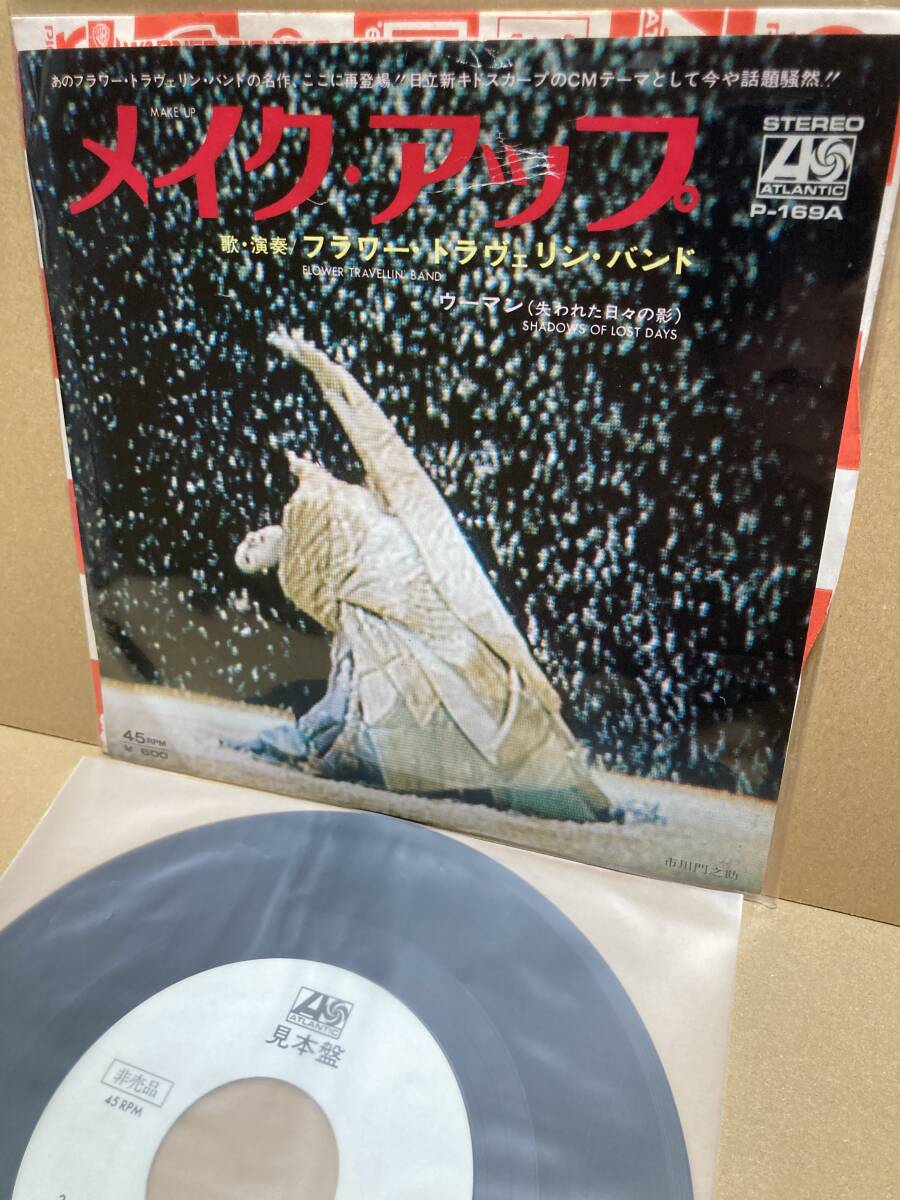 あのフラワー・トラヴェリン・バンドの名作、ここに再登場!!日立新キドスカープのCMテーマとして今や話題騒然!!
MAKE UP
メイク・アップ
STEREO
ATLANTIC
P-169A
歌・演奏/フラワー・トラヴェリン・バンド
FLOWER TRAVELLIN' BAND
ウーマン(失われた日々の影)
SHADOWS OF LOST DAYS
45RPM
¥ 600
市川門之助
ATLANTIC
見本盤
非売品
45 RPM